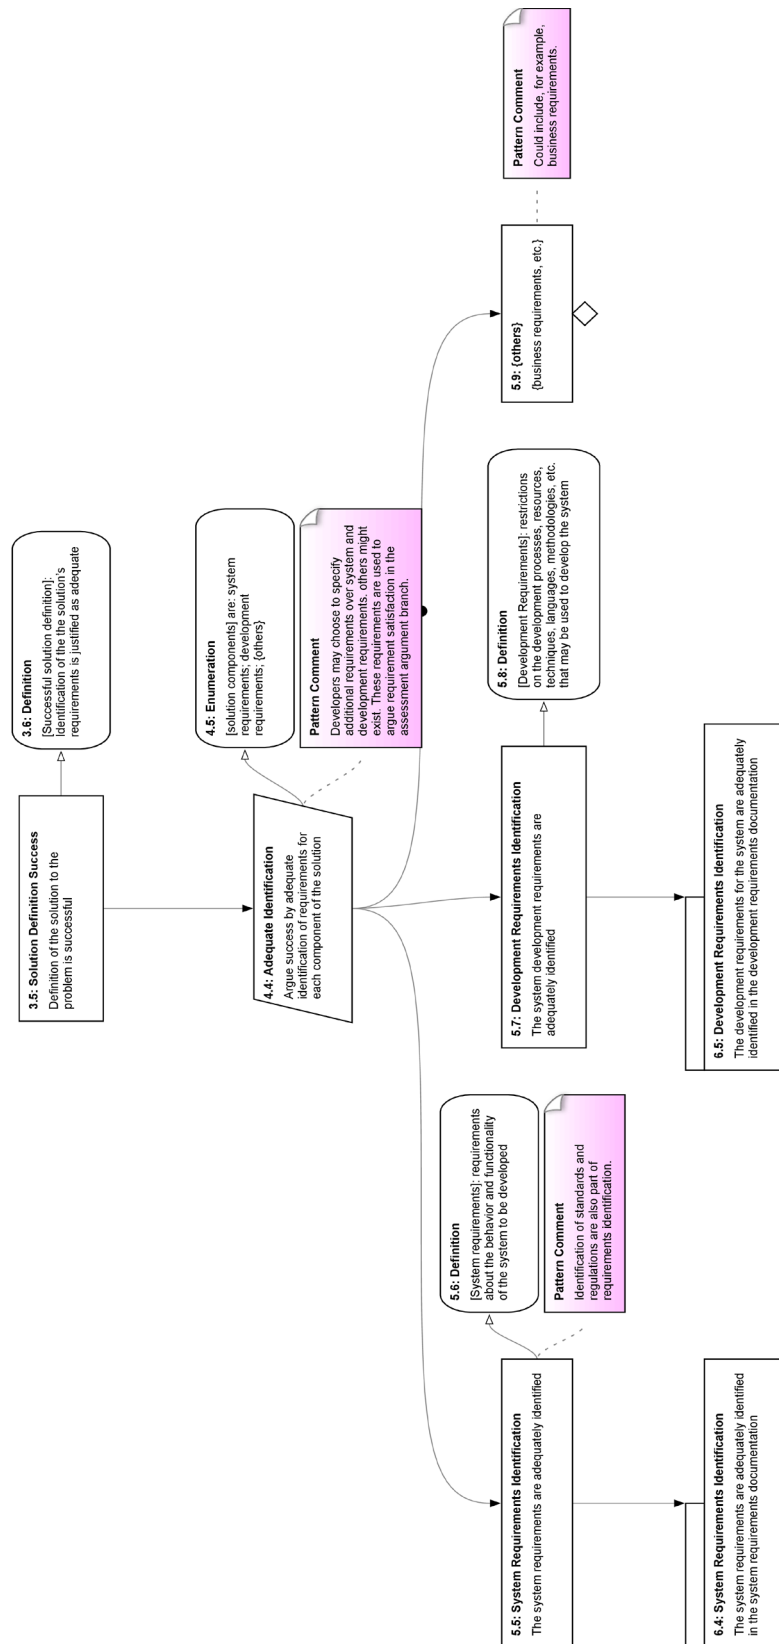 3.5: Solution Definition Success
Definition of the solution to the
problem is successful
3.6: Definition
[Successful solution definition]:
identification of the the solution's
requirements is justified as adequate
4.4: Adequate Identification
Argue success by adequate
identification of requirements for
each component of the solution
4.5: Enumeration
[solution components] are: system
requirements; development
requirements; {others}
Pattern Comment
Developers may choose to specify
additional requirements over system and
development requirements. others might
exist. These requirements are used to
argue requirement satisfaction in the
assessment argument branch.
5.5: System Requirements Identification
The system requirements are adequately identified
5.6: Definition
[System requirements]: requirements
about the behavior and functionality
of the system to be developed
Pattern Comment
Identification of standards and
regulations are also part of
requirements identification.
5.7: Development Requirements Identification
The system development requirements are
adequately identified
5.8: Definition
[Development Requirements]: restrictions
on the development processes, resources,
techniques, languages, methodologies, etc.
that may be used to develop the system
5.9: {others}
{business requirements, etc.}
Pattern Comment
Could include, for example,
business requirements.
6.4: System Requirements Identification
The system requirements are adequately identified
in the system requirements documentation
6.5: Development Requirements Identification
The development requirements for the system are adequately
identified in the development requirements documentation